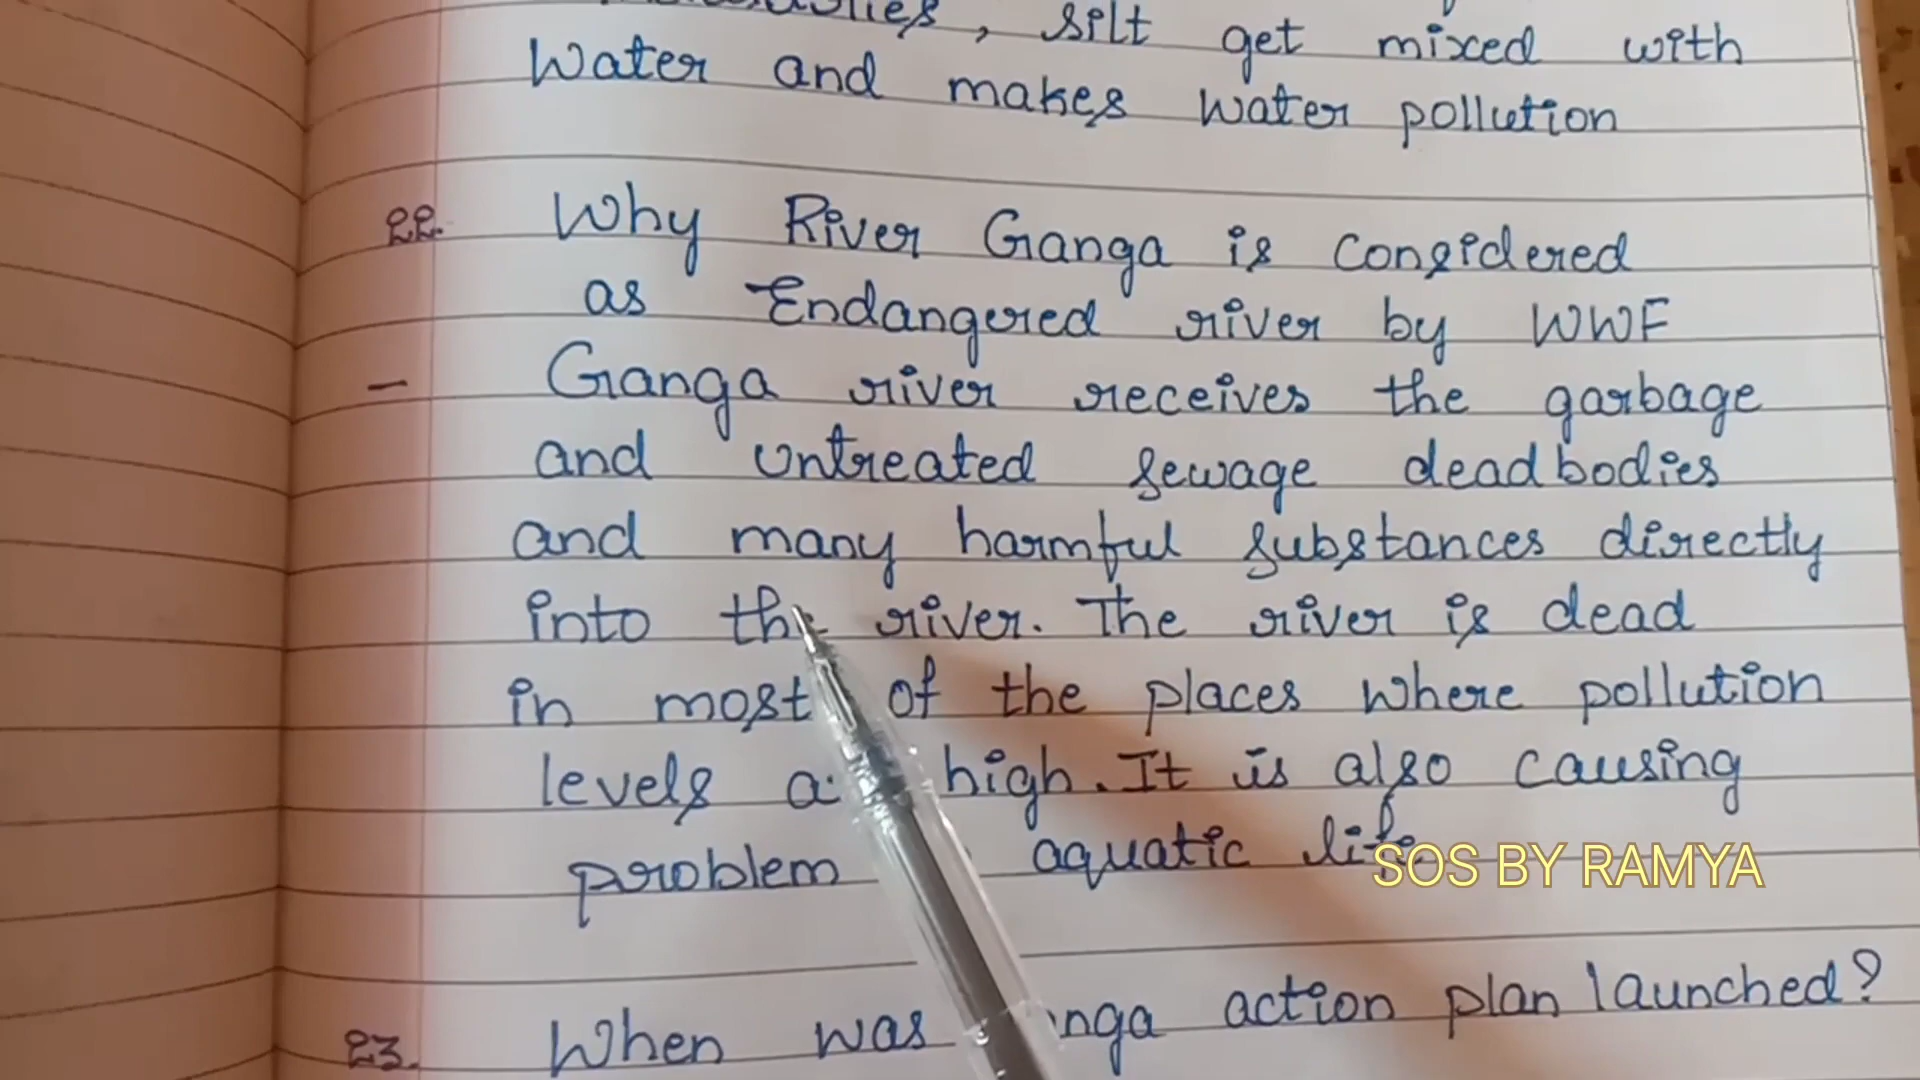 , silt get mixed with
Water and makes water pollution
22. Why River Ganga is considered
as Endangered river by WWF
- Ganga river receives the garbage
and untreated sewage deadbodies
and many harmful substances directly
into the river. The river is dead
in most of the places where pollution
levels high. It is also causing
problem aquatic life
SOS BY RAMYA
23. When was action plan launched?